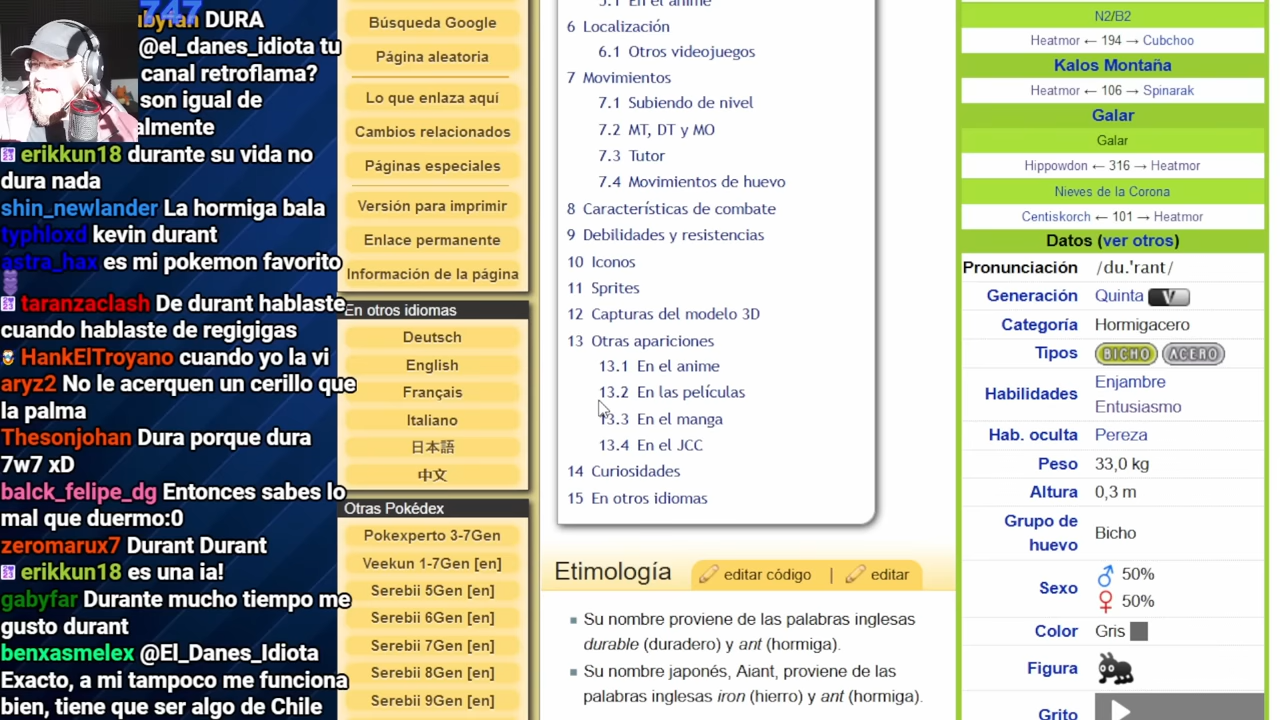 747
ubyfan DURA
@el_danes_idiota tu
canal retroflama?
son igual de
almente
erikkun18 durante su vida no
dura nada
shin_newlander La hormiga bala
typhloxd kevin durant
astra_hax es mi pokemon favorito
taranzaclash De durant hablaste
cuando hablaste de regigigas
HankElTroyano cuando yo la vi
aryz2 No le acerquen un cerillo que
la palma
Thesonjohan Dura porque dura
7w7 xD
balck_felipe_dg Entonces sabes lo
mal que duermo:0
zeromarux7 Durant Durant
erikkun18 es una ia!
gabyfar Durante mucho tiempo me
gusto durant
benxasmelex @El_Danes_Idiota
Exacto, a mi tampoco me funciona
bien, tiene que ser algo de Chile
Búsqueda Google
Página aleatoria
Lo que enlaza aquí
Cambios relacionados
Páginas especiales
Versión para imprimir
Enlace permanente
Información de la página
En otros idiomas
Deutsch
English
Français
Italiano
日本語
中文
Otras Pokédex
Pokexperto 3-7Gen
Veekun 1-7Gen [en]
Serebii 5Gen [en]
Serebii 6Gen [en]
Serebii 7Gen [en]
Serebii 8Gen [en]
Serebii 9Gen [en]
5.1 En el anime
6 Localización
6.1 Otros videojuegos
7 Movimientos
7.1 Subiendo de nivel
7.2 MT, DT y MO
7.3 Tutor
7.4 Movimientos de huevo
8 Características de combate
9 Debilidades y resistencias
10 Iconos
11 Sprites
12 Capturas del modelo 3D
13 Otras apariciones
13.1 En el anime
13.2 En las películas
13.3 En el manga
13.4 En el JCC
14 Curiosidades
15 En otros idiomas
Etimología editar código | editar
Su nombre proviene de las palabras inglesas
durable (duradero) y ant (hormiga).
Su nombre japonés, Aiant, proviene de las
palabras inglesas iron (hierro) y ant (hormiga).
N2/B2
Heatmor ← 194 → Cubchoo
Kalos Montaña
Heatmor ← 106 → Spinarak
Galar
Galar
Hippowdon ← 316 → Heatmor
Nieves de la Corona
Centiskorch ← 101 → Heatmor
Datos (ver otros)
Pronunciación /du.'rant/
Generación Quinta V
Categoría Hormigacero
Tipos BICHO ACERO
Habilidades Enjambre
Entusiasmo
Hab. oculta Pereza
Peso 33,0 kg
Altura 0,3 m
Grupo de
huevo Bicho
Sexo ♂ 50%
♀ 50%
Color Gris
Figura
Grito